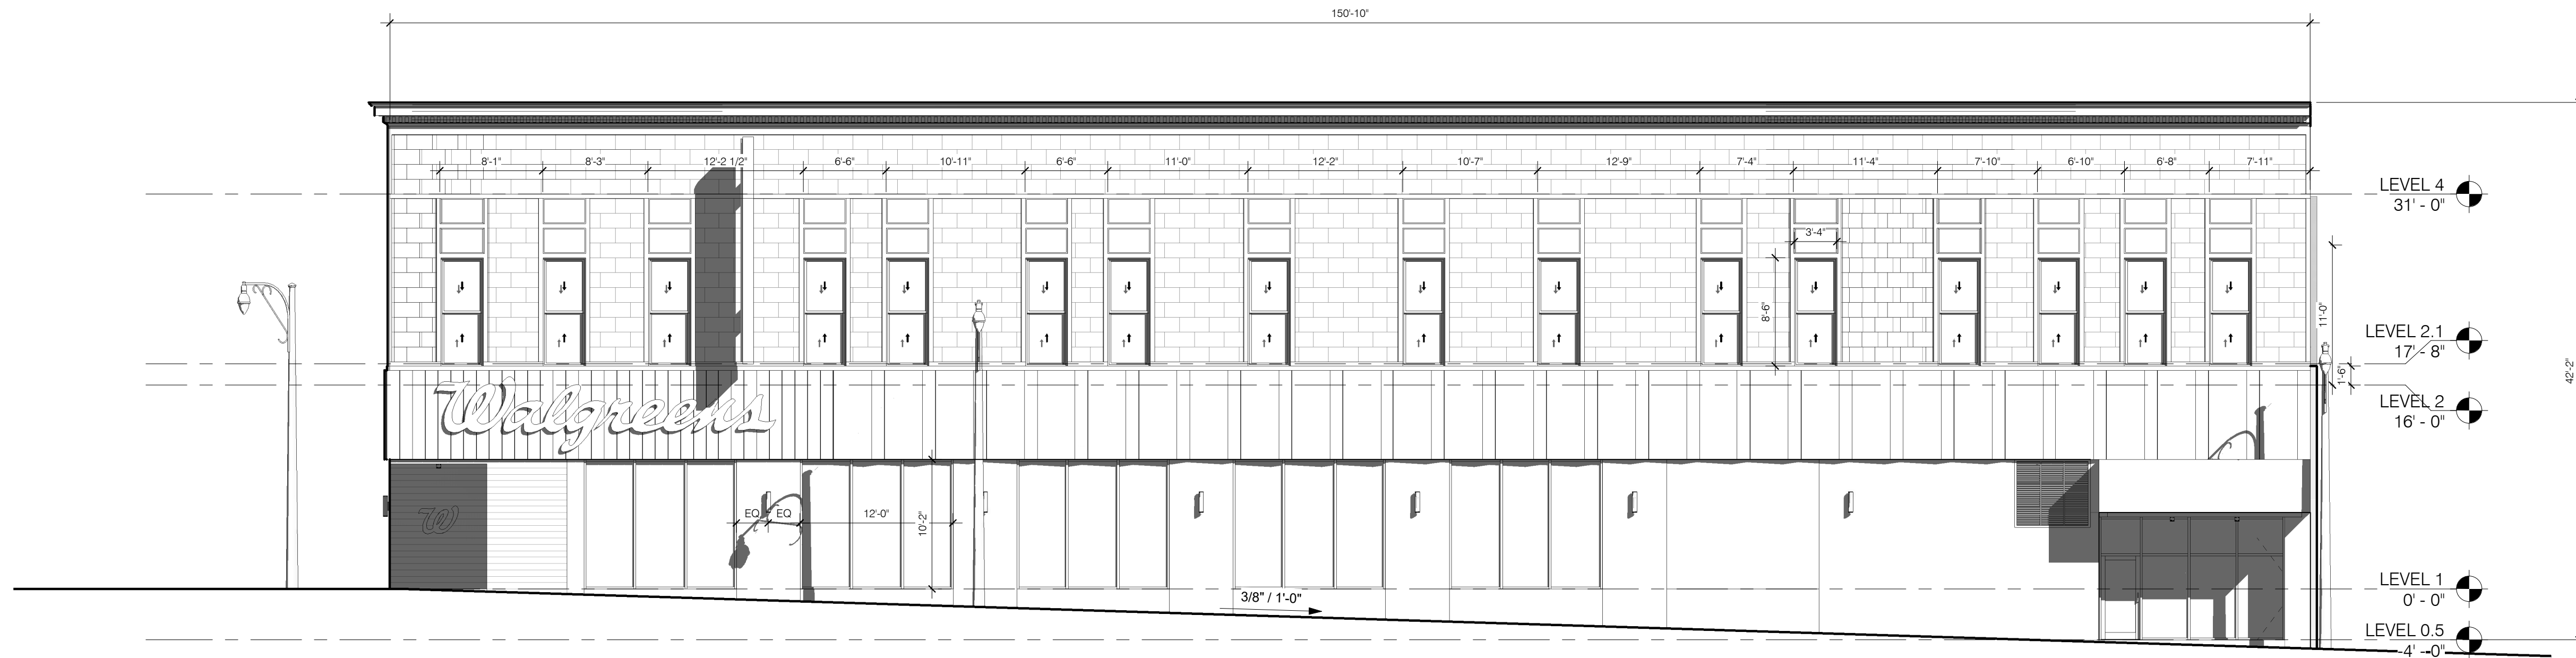 150'-10"
8'-1"
8'-3"
12'-2 1/2"
6'-6"
10'-11"
6'-6"
11'-0"
12'-2"
10'-7"
12'-9"
7'-4"
11'-4"
7'-10"
6'-10"
6'-8"
7'-11"
LEVEL 4
31' - 0"
3'-4"
8'-6"
11'-0"
LEVEL 2.1
17' - 8"
1'-6"
42'-2"
LEVEL 2
16' - 0"
Walgreens
W
EQ
EQ
12'-0"
10'-2"
3/8" / 1'-0"
LEVEL 1
0' - 0"
LEVEL 0.5
-4' - 0"